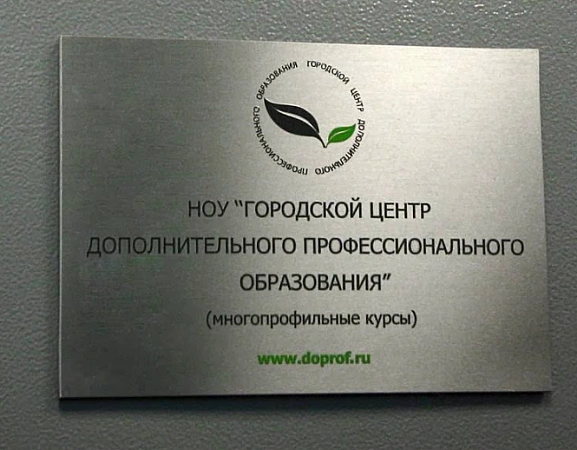 ГОРОДСКОЙ ЦЕНТР ДОПОЛНИТЕЛЬНОГО ПРОФЕССИОНАЛЬНОГО ОБРАЗОВАНИЯ
НОУ “ГОРОДСКОЙ ЦЕНТР
ДОПОЛНИТЕЛЬНОГО ПРОФЕССИОНАЛЬНОГО
ОБРАЗОВАНИЯ”
(многопрофильные курсы)
www.doprof.ru